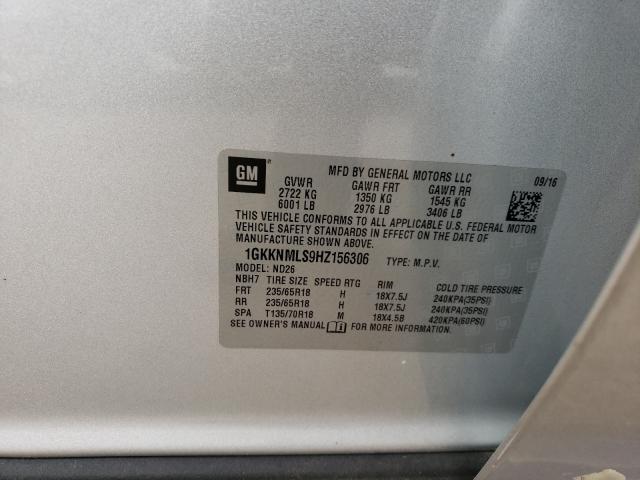 GM ®
MFD BY GENERAL MOTORS LLC 09/16
GVWR GAWR FRT GAWR RR
2722 KG 1350 KG 1545 KG
6001 LB 2976 LB 3406 LB
THIS VEHICLE CONFORMS TO ALL APPLICABLE U.S. FEDERAL MOTOR
VEHICLE SAFETY STANDARDS IN EFFECT ON THE DATE OF
MANUFACTURE SHOWN ABOVE.
1GKKNMLS9HZ156306 TYPE: M.P.V.
MODEL: ND26
NBH7 TIRE SIZE SPEED RTG RIM COLD TIRE PRESSURE
FRT 235/65R18 H 18X7.5J 240KPA(35PSI)
RR 235/65R18 H 18X7.5J 240KPA(35PSI)
SPA T135/70R18 M 18X4.5B 420KPA(60PSI)
SEE OWNER'S MANUAL FOR MORE INFORMATION.